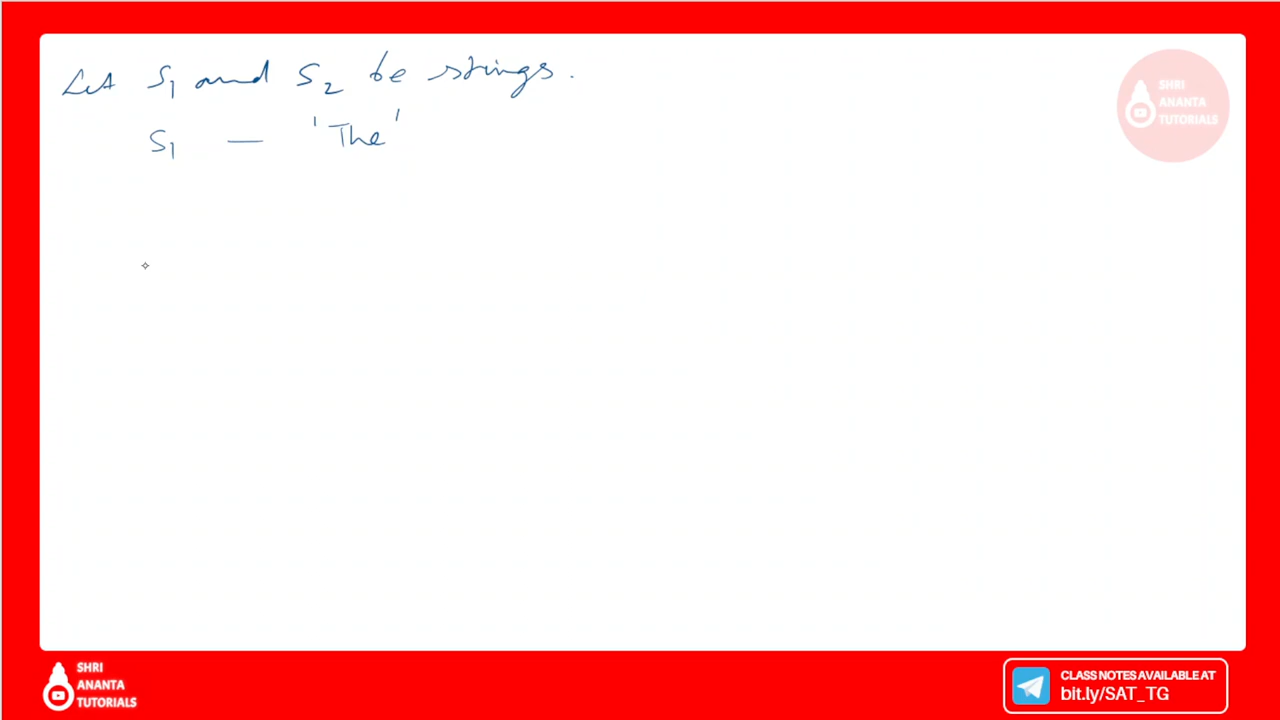 Let S₁ and S₂ be strings.
S₁ — 'The'
SHRI
ANANTA
TUTORIALS
SHRI
ANANTA
TUTORIALS
CLASS NOTES AVAILABLE AT
bit.ly/SAT_TG